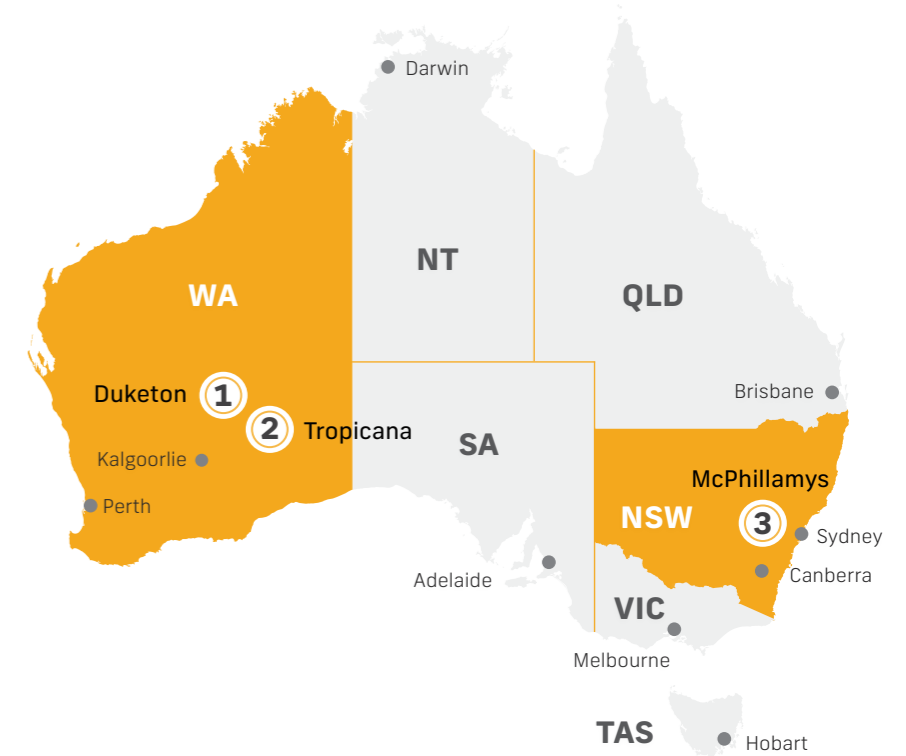 Darwin
NT
WA
QLD
Duketon 1
Brisbane
2 Tropicana
SA
Kalgoorlie
McPhillamys
Perth
NSW 3
Sydney
Canberra
Adelaide
VIC
Melbourne
TAS
Hobart